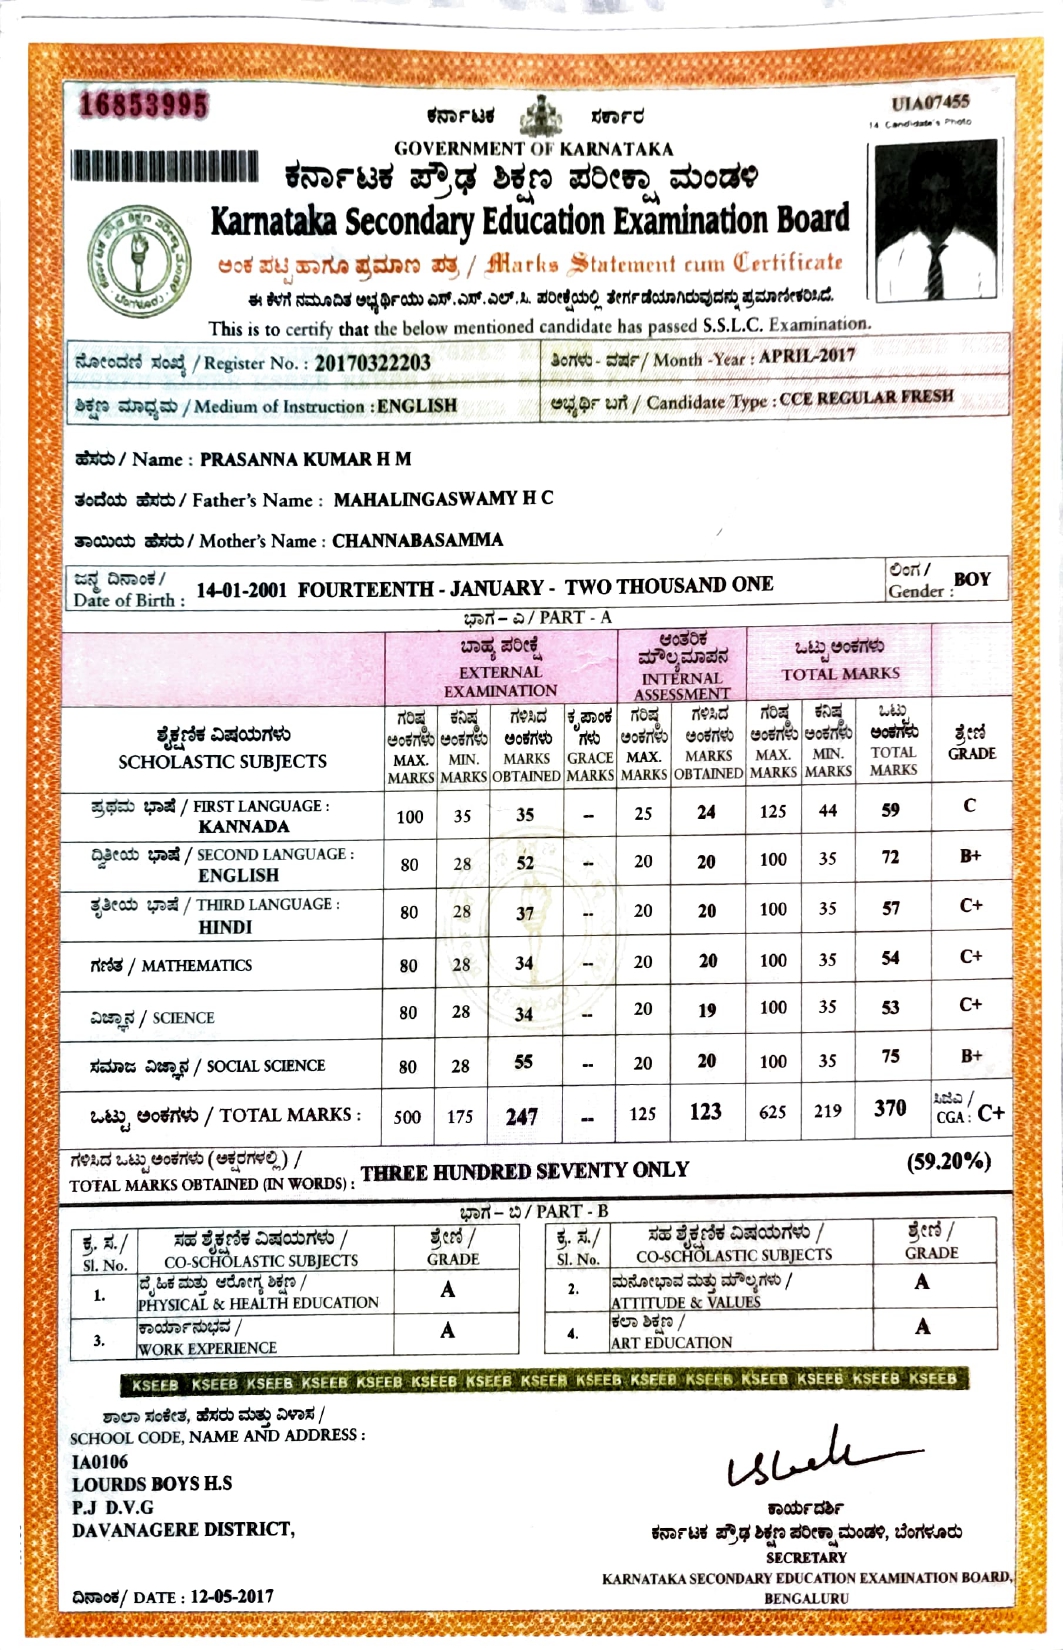 16853995
UIA07455
14 Candidate's Photo
ಕರ್ನಾಟಕ ಸರ್ಕಾರ
GOVERNMENT OF KARNATAKA
ಕರ್ನಾಟಕ ಪ್ರೌಢ ಶಿಕ್ಷಣ ಪರೀಕ್ಷಾ ಮಂಡಳಿ
Karnataka Secondary Education Examination Board
ಅಂಕ ಪಟ್ಟಿ ಹಾಗೂ ಪ್ರಮಾಣ ಪತ್ರ / Marks Statement cum Certificate
ಈ ಕೆಳಗೆ ನಮೂದಿತ ಅಭ್ಯರ್ಥಿಯು ಎಸ್.ಎಸ್.ಎಲ್.ಸಿ. ಪರೀಕ್ಷೆಯಲ್ಲಿ ತೇರ್ಗಡೆಯಾಗಿರುವುದನ್ನು ಪ್ರಮಾಣೀಕರಿಸಿದೆ.
This is to certify that the below mentioned candidate has passed S.S.L.C. Examination.
ನೋಂದಣಿ ಸಂಖ್ಯೆ / Register No. : 20170322203 ತಿಂಗಳು - ವರ್ಷ / Month -Year : APRIL-2017
ಶಿಕ್ಷಣ ಮಾಧ್ಯಮ / Medium of Instruction : ENGLISH ಅಭ್ಯರ್ಥಿ ಬಗೆ / Candidate Type : CCE REGULAR FRESH
ಹೆಸರು / Name : PRASANNA KUMAR H M
ತಂದೆಯ ಹೆಸರು / Father's Name : MAHALINGASWAMY H C
ತಾಯಿಯ ಹೆಸರು / Mother's Name : CHANNABASAMMA
ಜನ್ಮ ದಿನಾಂಕ / ಲಿಂಗ /
Date of Birth : 14-01-2001 FOURTEENTH - JANUARY - TWO THOUSAND ONE Gender : BOY
ಭಾಗ - ಎ / PART - A
ಬಾಹ್ಯ ಪರೀಕ್ಷೆ ಆಂತರಿಕ ಮೌಲ್ಯಮಾಪನ ಒಟ್ಟು ಅಂಕಗಳು
EXTERNAL EXAMINATION INTERNAL ASSESSMENT TOTAL MARKS
ಶೈಕ್ಷಣಿಕ ವಿಷಯಗಳು ಗರಿಷ್ಠ ಅಂಕಗಳು ಕನಿಷ್ಠ ಅಂಕಗಳು ಗಳಿಸಿದ ಅಂಕಗಳು ಕೃಪಾಂಕಗಳು ಗರಿಷ್ಠ ಅಂಕಗಳು ಗಳಿಸಿದ ಅಂಕಗಳು ಗರಿಷ್ಠ ಅಂಕಗಳು ಕನಿಷ್ಠ ಅಂಕಗಳು ಒಟ್ಟು ಅಂಕಗಳು ಶ್ರೇಣಿ
SCHOLASTIC SUBJECTS MAX. MARKS MIN. MARKS MARKS OBTAINED GRACE MARKS MAX. MARKS MARKS OBTAINED MAX. MARKS MIN. MARKS TOTAL MARKS GRADE
ಪ್ರಥಮ ಭಾಷೆ / FIRST LANGUAGE :
KANNADA 100 35 35 -- 25 24 125 44 59 C
ದ್ವಿತೀಯ ಭಾಷೆ / SECOND LANGUAGE :
ENGLISH 80 28 52 -- 20 20 100 35 72 B+
ತೃತೀಯ ಭಾಷೆ / THIRD LANGUAGE :
HINDI 80 28 37 -- 20 20 100 35 57 C+
ಗಣಿತ / MATHEMATICS 80 28 34 -- 20 20 100 35 54 C+
ವಿಜ್ಞಾನ / SCIENCE 80 28 34 -- 20 19 100 35 53 C+
ಸಮಾಜ ವಿಜ್ಞಾನ / SOCIAL SCIENCE 80 28 55 -- 20 20 100 35 75 B+
ಒಟ್ಟು ಅಂಕಗಳು / TOTAL MARKS : 500 175 247 -- 125 123 625 219 370 ಸಿಜಿಎ / CGA : C+
ಗಳಿಸಿದ ಒಟ್ಟು ಅಂಕಗಳು (ಅಕ್ಷರಗಳಲ್ಲಿ) /
TOTAL MARKS OBTAINED (IN WORDS) : THREE HUNDRED SEVENTY ONLY (59.20%)
ಭಾಗ - ಬಿ / PART - B
ಕ್ರ. ಸ. / ಸಹ ಶೈಕ್ಷಣಿಕ ವಿಷಯಗಳು / ಶ್ರೇಣಿ / ಕ್ರ. ಸ. / ಸಹ ಶೈಕ್ಷಣಿಕ ವಿಷಯಗಳು / ಶ್ರೇಣಿ /
Sl. No. CO-SCHOLASTIC SUBJECTS GRADE Sl. No. CO-SCHOLASTIC SUBJECTS GRADE
ದೈಹಿಕ ಮತ್ತು ಆರೋಗ್ಯ ಶಿಕ್ಷಣ / ಮನೋಭಾವ ಮತ್ತು ಮೌಲ್ಯಗಳು /
1. PHYSICAL & HEALTH EDUCATION A 2. ATTITUDE & VALUES A
ಕಾರ್ಯಾನುಭವ / ಕಲಾ ಶಿಕ್ಷಣ /
3. WORK EXPERIENCE A 4. ART EDUCATION A
KSEEB KSEEB KSEEB KSEEB KSEEB KSEEB KSEEB KSEEB KSEEB KSEEB KSEEB KSEEB KSEEB KSEEB KSEEB
ಶಾಲಾ ಸಂಕೇತ, ಹೆಸರು ಮತ್ತು ವಿಳಾಸ /
SCHOOL CODE, NAME AND ADDRESS :
IA0106
LOURDS BOYS H.S
P.J D.V.G
DAVANAGERE DISTRICT,
ಕಾರ್ಯದರ್ಶಿ
ಕರ್ನಾಟಕ ಪ್ರೌಢ ಶಿಕ್ಷಣ ಪರೀಕ್ಷಾ ಮಂಡಳಿ, ಬೆಂಗಳೂರು
SECRETARY
KARNATAKA SECONDARY EDUCATION EXAMINATION BOARD,
BENGALURU
ದಿನಾಂಕ / DATE : 12-05-2017